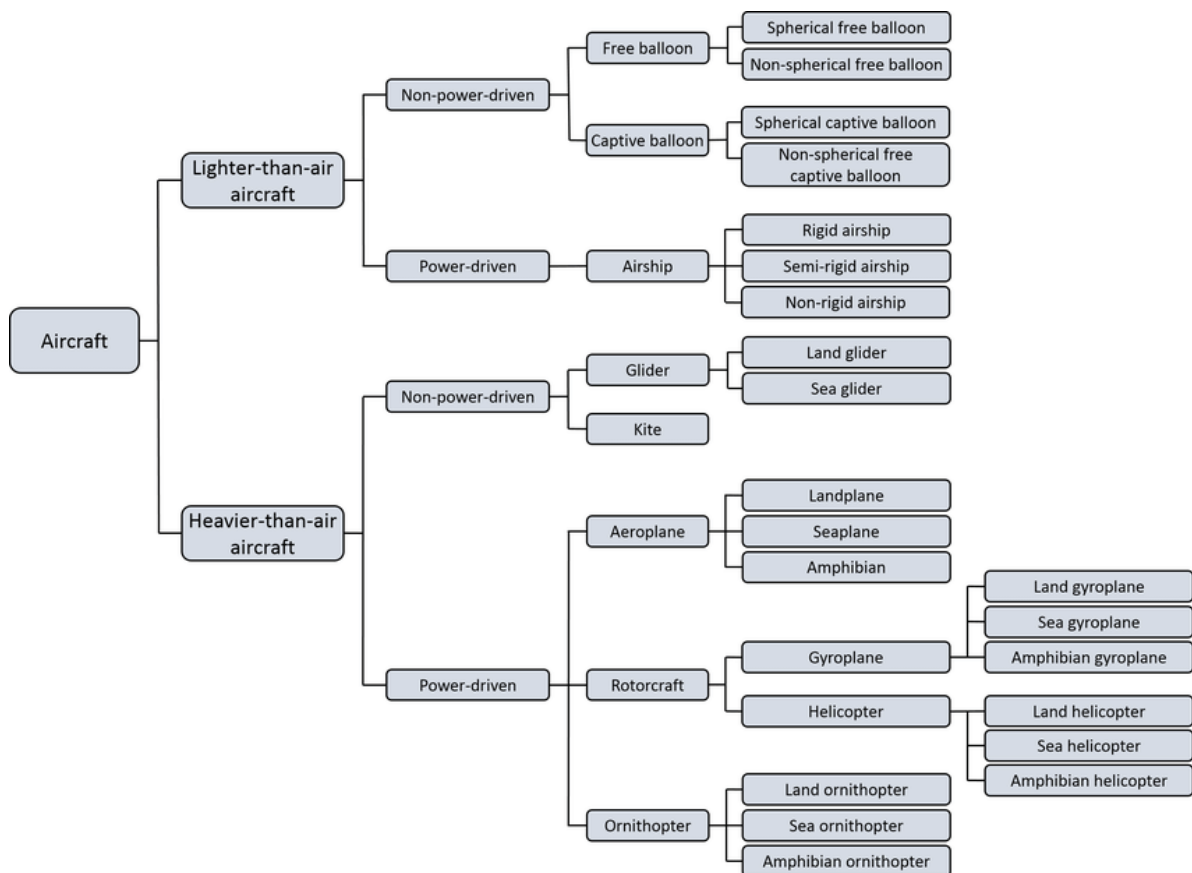 Spherical free balloon
Free balloon
Non-spherical free balloon
Non-power-driven
Spherical captive balloon
Captive balloon
Non-spherical free
captive balloon
Lighter-than-air
aircraft
Rigid airship
Power-driven
Airship
Semi-rigid airship
Non-rigid airship
Aircraft
Land glider
Glider
Sea glider
Non-power-driven
Kite
Heavier-than-air
aircraft
Landplane
Aeroplane
Seaplane
Amphibian
Land gyroplane
Sea gyroplane
Gyroplane
Amphibian gyroplane
Power-driven
Rotorcraft
Helicopter
Land helicopter
Sea helicopter
Amphibian helicopter
Land ornithopter
Ornithopter
Sea ornithopter
Amphibian ornithopter